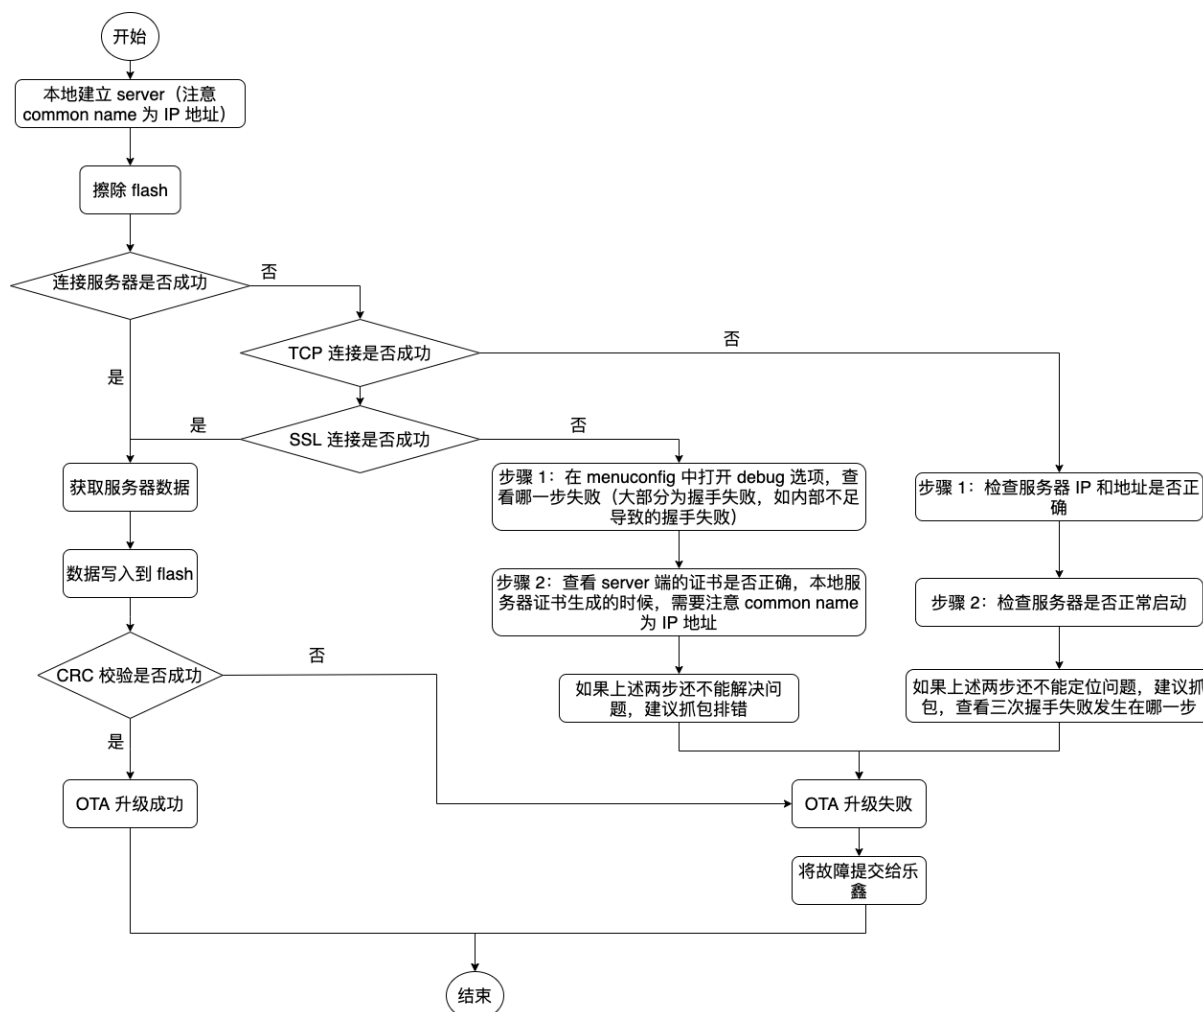 开始
本地建立 server（注意
common name 为 IP 地址）
擦除 flash
连接服务器是否成功
否
TCP 连接是否成功
否
是
SSL 连接是否成功
是
否
获取服务器数据
步骤 1：在 menuconfig 中打开 debug 选项，查
看哪一步失败（大部分为握手失败，如内部不足
导致的握手失败）
步骤 1：检查服务器 IP 和地址是否正
确
数据写入到 flash
步骤 2：查看 server 端的证书是否正确，本地服
务器证书生成的时候，需要注意 common name
为 IP 地址
步骤 2：检查服务器是否正常启动
CRC 校验是否成功
否
是
如果上述两步还不能解决问
题，建议抓包排错
如果上述两步还不能定位问题，建议抓
包，查看三次握手失败发生在哪一步
OTA 升级成功
OTA 升级失败
将故障提交给乐
鑫
结束